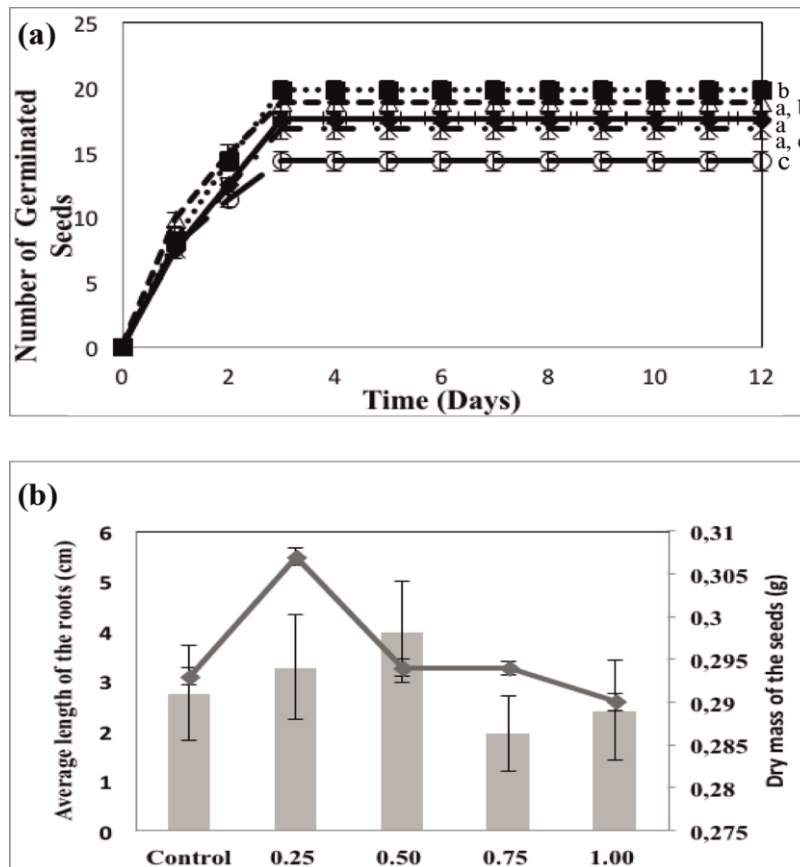 (a)
25
20
15
10
5
0
Number of Germinated
Seeds
0 2 4 6 8 10 12
Time (Days)
b
a, b
a
a, c
c
(b)
6
5
4
3
2
1
0
Average length of the roots (cm)
0,31
0,305
0,3
0,295
0,29
0,285
0,28
0,275
Dry mass of the seeds (g)
Control 0.25 0.50 0.75 1.00